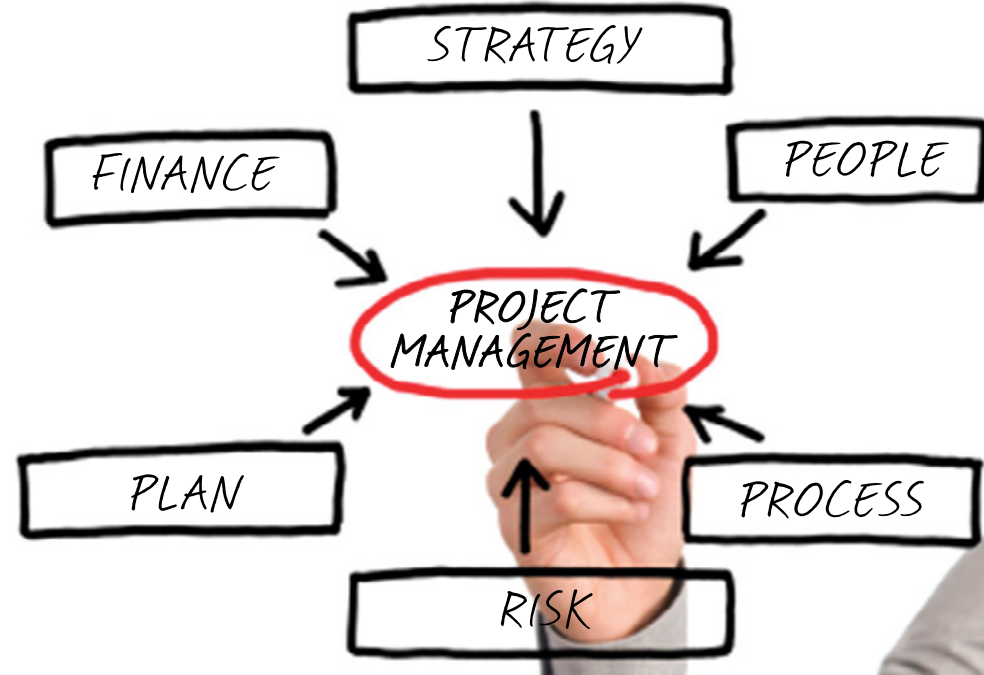 STRATEGY
FINANCE
PEOPLE
PROJECT
MANAGEMENT
PLAN
PROCESS
RISK